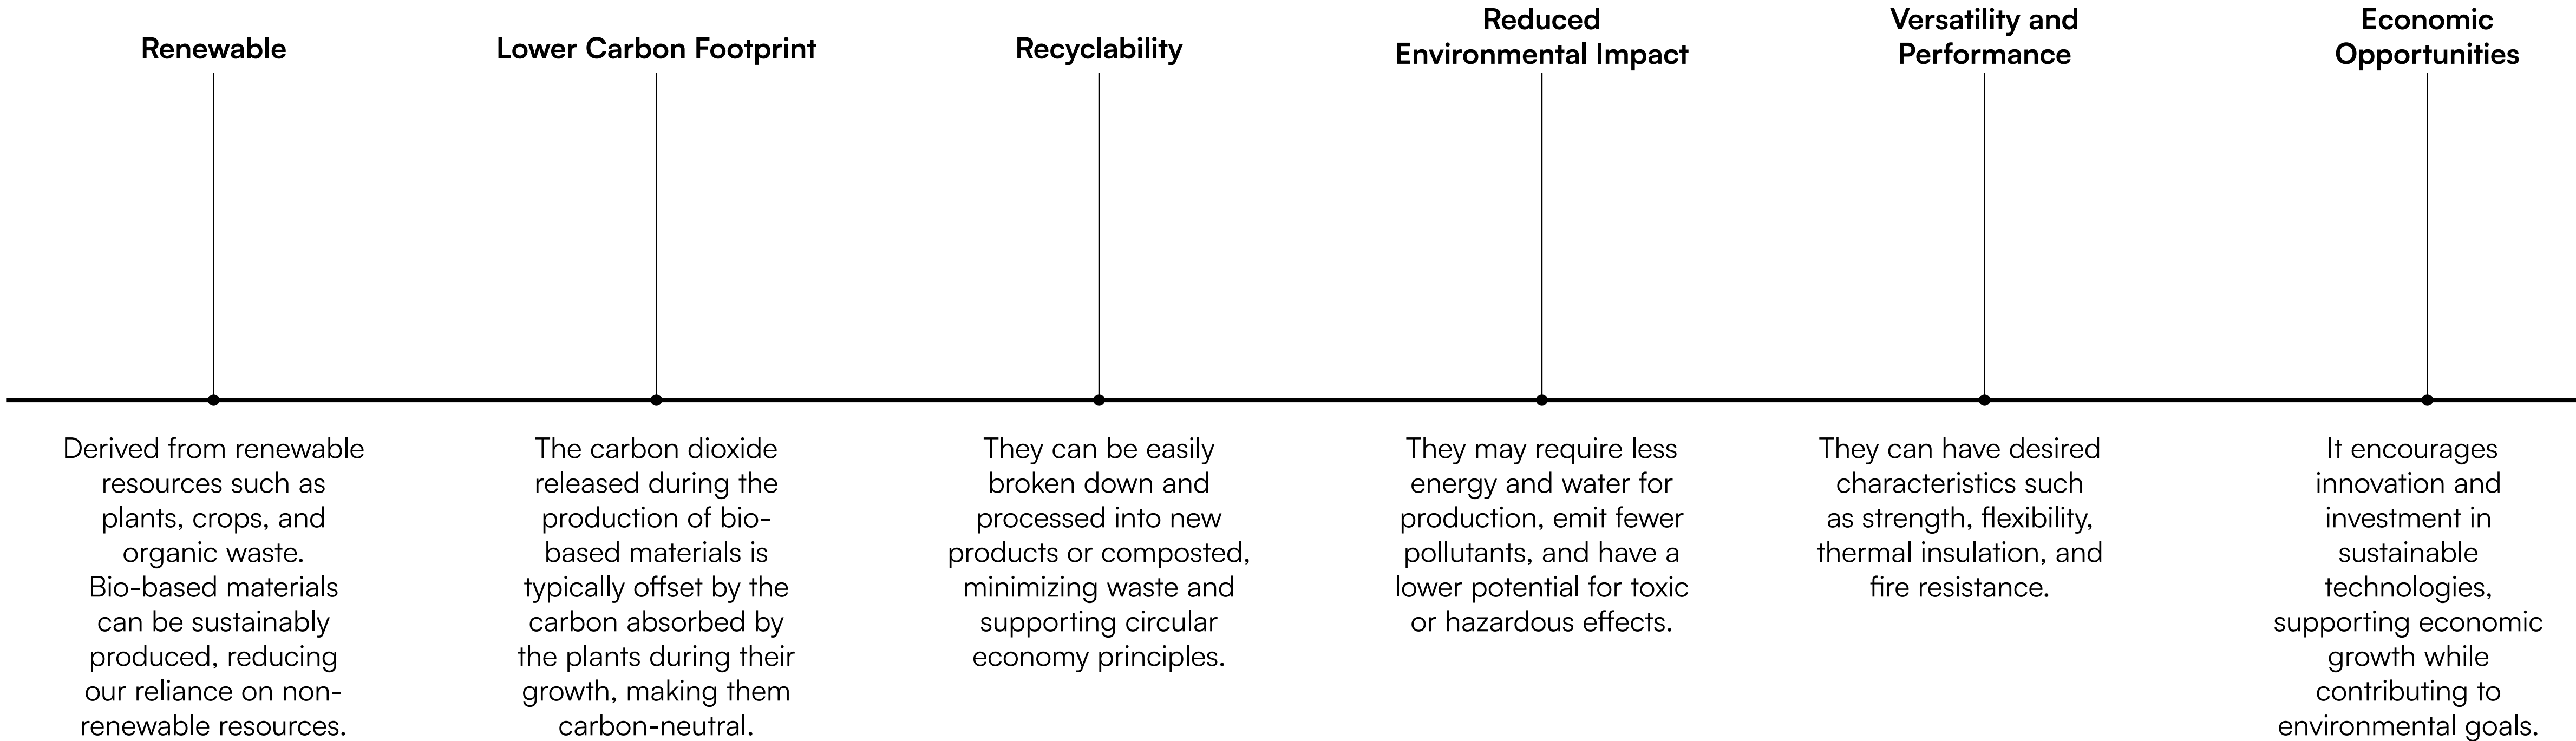 Renewable
Derived from renewable
resources such as
plants, crops, and
organic waste.
Bio-based materials
can be sustainably
produced, reducing
our reliance on non-
renewable resources.
Lower Carbon Footprint
The carbon dioxide
released during the
production of bio-
based materials is
typically offset by the
carbon absorbed by
the plants during their
growth, making them
carbon-neutral.
Recyclability
They can be easily
broken down and
processed into new
products or composted,
minimizing waste and
supporting circular
economy principles.
Reduced
Environmental Impact
They may require less
energy and water for
production, emit fewer
pollutants, and have a
lower potential for toxic
or hazardous effects.
Versatility and
Performance
They can have desired
characteristics such
as strength, flexibility,
thermal insulation, and
fire resistance.
Economic
Opportunities
It encourages
innovation and
investment in
sustainable
technologies,
supporting economic
growth while
contributing to
environmental goals.